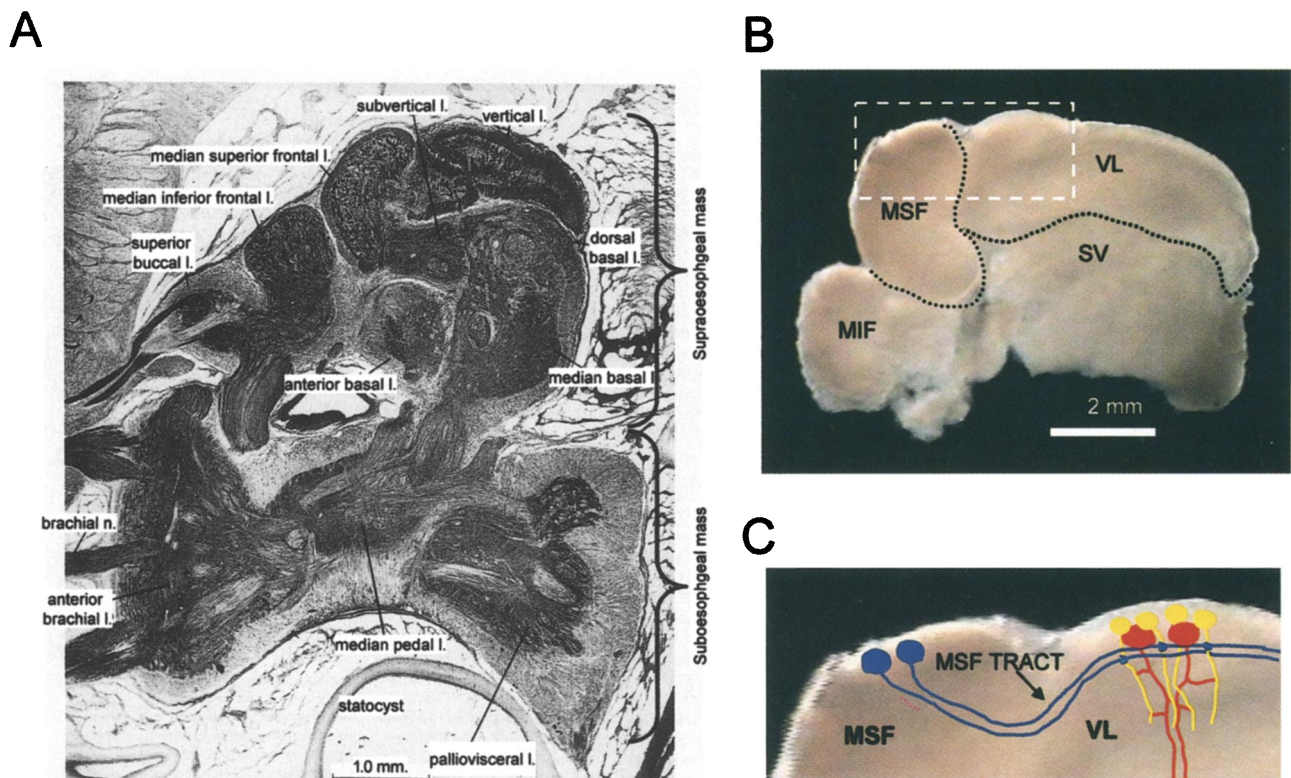 A
subvertical l.
vertical l.
median superior frontal l.
median inferior frontal l.
superior
buccal l.
dorsal
basal l.
Supraoesophgeal mass
anterior basal l.
median basal l
brachial n.
anterior
brachial l.
Suboesophgeal mass
median pedal l.
statocyst
palliovisceral l.
1.0 mm.
B
VL
MSF
SV
MIF
2 mm
C
MSF TRACT
MSF
VL